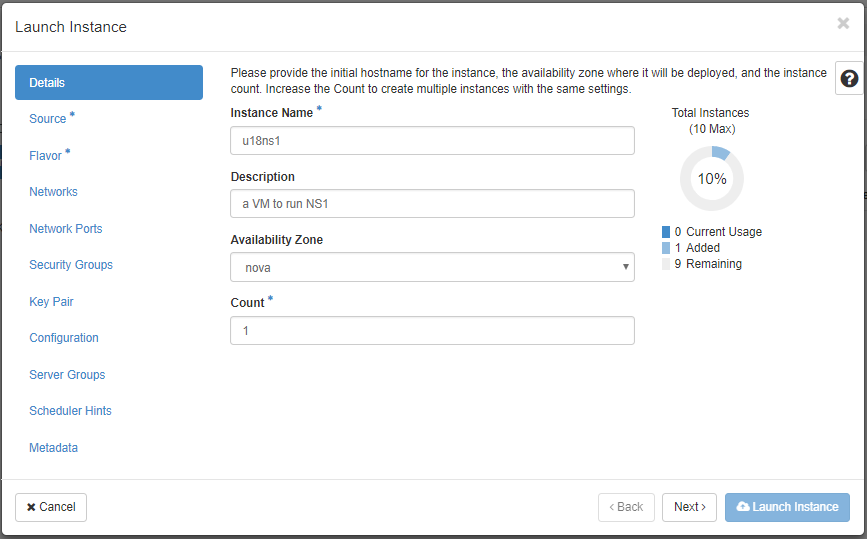 Launch Instance
×
Details
Source *
Flavor *
Networks
Network Ports
Security Groups
Key Pair
Configuration
Server Groups
Scheduler Hints
Metadata
Please provide the initial hostname for the instance, the availability zone where it will be deployed, and the instance
count. Increase the Count to create multiple instances with the same settings.
?
Instance Name *
u18ns1
Description
a VM to run NS1
Availability Zone
nova
Count *
1
Total Instances
(10 Max)
10%
0 Current Usage
1 Added
9 Remaining
× Cancel
‹ Back
Next ›
Launch Instance